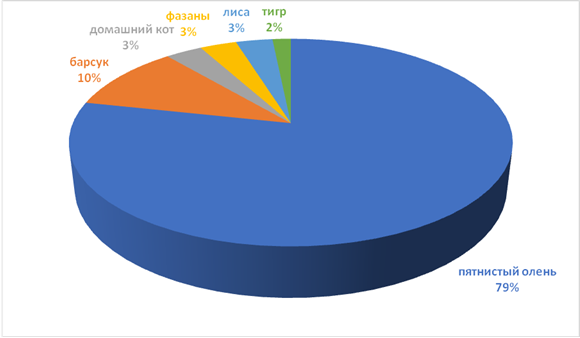 тигр
2%
лиса
3%
фазаны
3%
домашний кот
3%
барсук
10%
пятнистый олень
79%